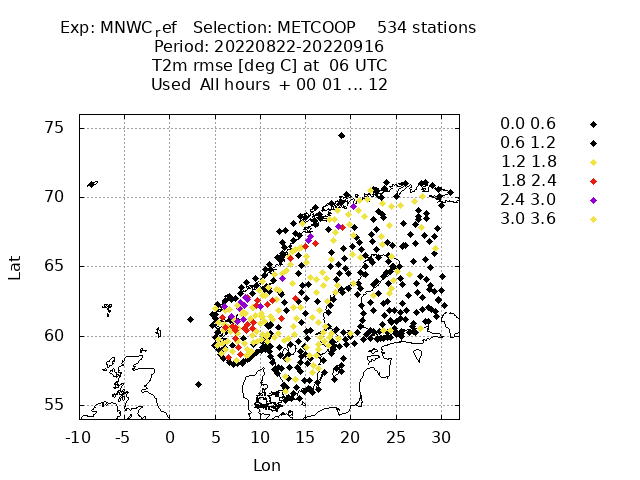 Exp: MNWCref Selection: METCOOP 534 stations
Period: 20220822-20220916
T2m rmse [deg C] at 06 UTC
Used All hours + 00 01 ... 12
0.0 0.6
0.6 1.2
1.2 1.8
1.8 2.4
2.4 3.0
3.0 3.6
75
70
65
60
55
Lat
-10 -5 0 5 10 15 20 25 30
Lon